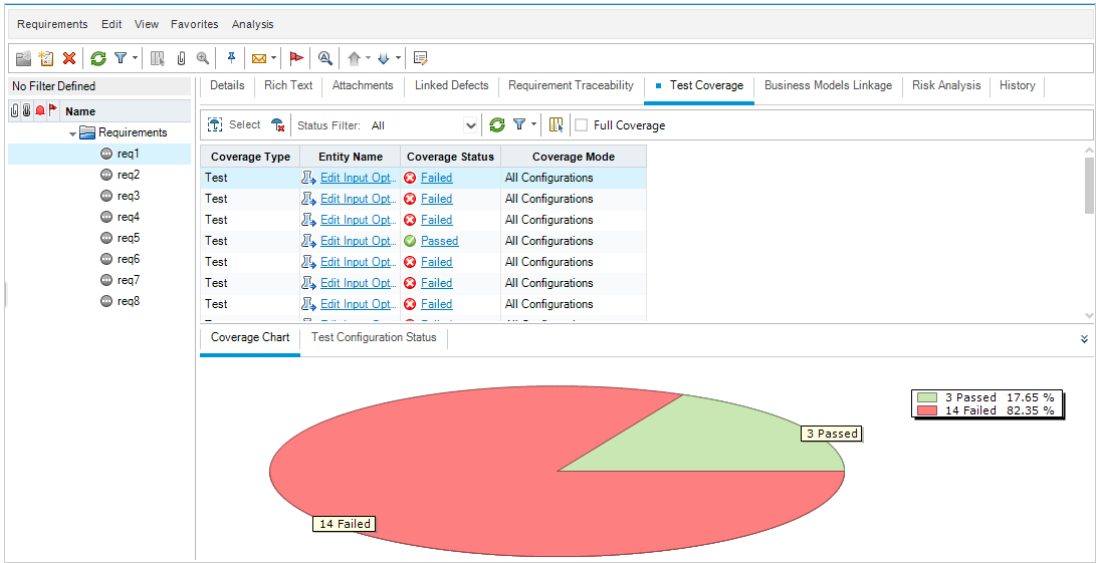 Requirements Edit View Favorites Analysis
No Filter Defined
Details Rich Text Attachments Linked Defects Requirement Traceability Test Coverage Business Models Linkage Risk Analysis History
Name
Requirements
req1
req2
req3
req4
req5
req6
req7
req8
Select Status Filter: All Full Coverage
Coverage Type Entity Name Coverage Status Coverage Mode
Test Edit Input Opt... Failed All Configurations
Test Edit Input Opt... Failed All Configurations
Test Edit Input Opt... Failed All Configurations
Test Edit Input Opt... Passed All Configurations
Test Edit Input Opt... Failed All Configurations
Test Edit Input Opt... Failed All Configurations
Test Edit Input Opt... Failed All Configurations
Coverage Chart Test Configuration Status
3 Passed 17.65 %
14 Failed 82.35 %
3 Passed
14 Failed